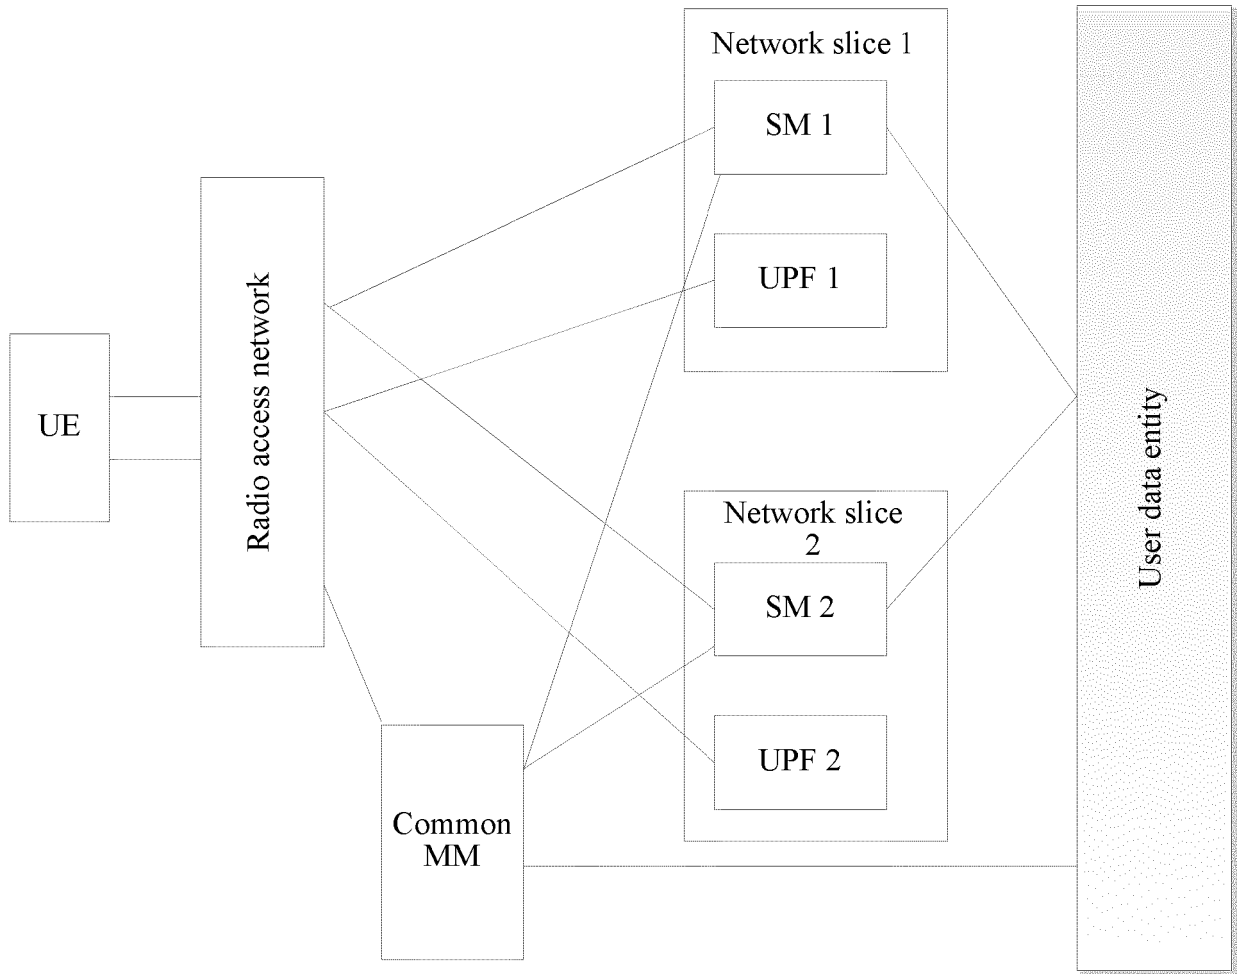 Network slice 1
SM 1
UPF 1
UE
Radio access network
Network slice
2
SM 2
UPF 2
Common
MM
User data entity